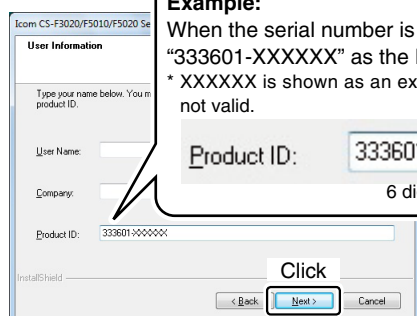 Icom CS-F3020/F5010/F5020 Se
User Information
Type your name below. You m
product ID.
User Name:
Company:
Product ID: 333601-XXXXXX
InstallShield
< Back Next > Cancel
Click
Example:
When the serial number is
“333601-XXXXXX” as the
* XXXXXX is shown as an ex
not valid.
Product ID: 33360
6 di